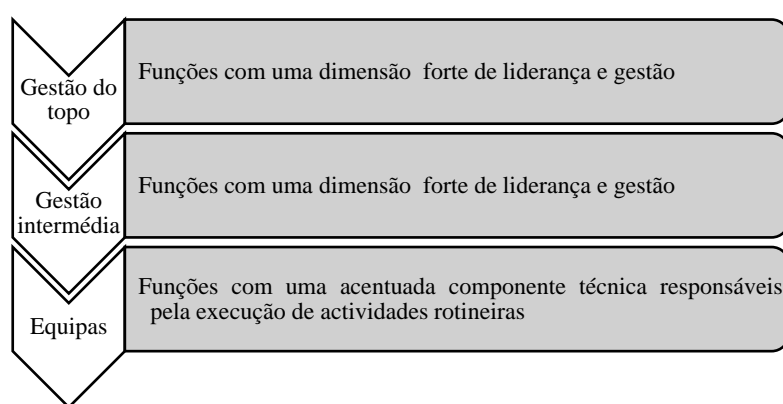 Gestão do
topo
Funções com uma dimensão  forte de liderança e gestão
Gestão
intermédia
Funções com uma dimensão  forte de liderança e gestão
Equipas
Funções com uma acentuada componente técnica responsáveis
pela execução de actividades rotineiras